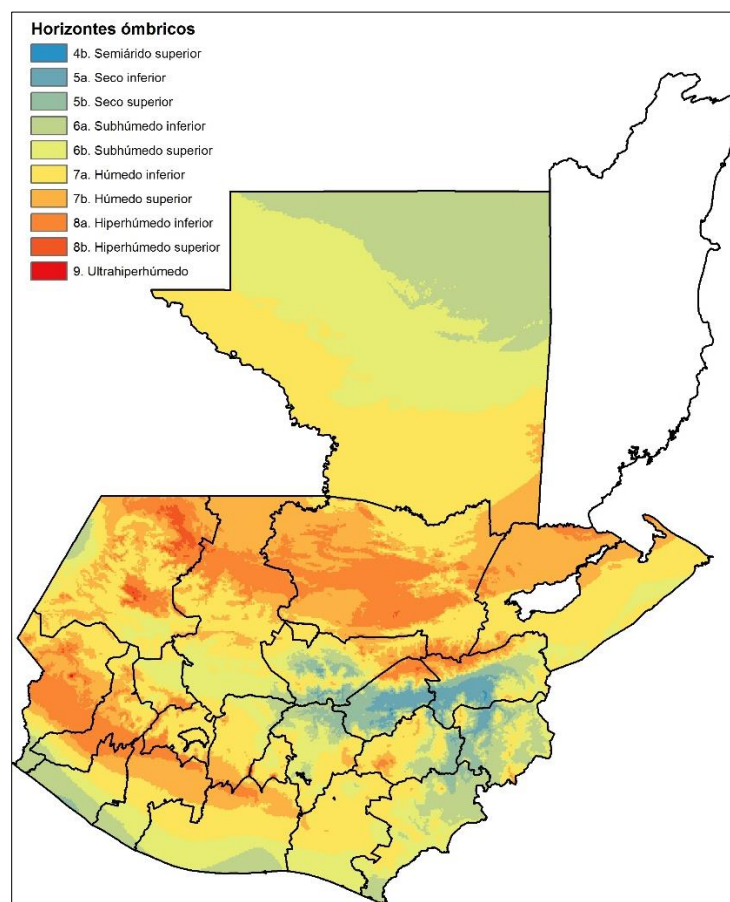 Horizontes ómbricos
4b. Semiárido superior
5a. Seco inferior
5b. Seco superior
6a. Subhúmedo inferior
6b. Subhúmedo superior
7a. Húmedo inferior
7b. Húmedo superior
8a. Hiperhúmedo inferior
8b. Hiperhúmedo superior
9. Ultrahiperhúmedo